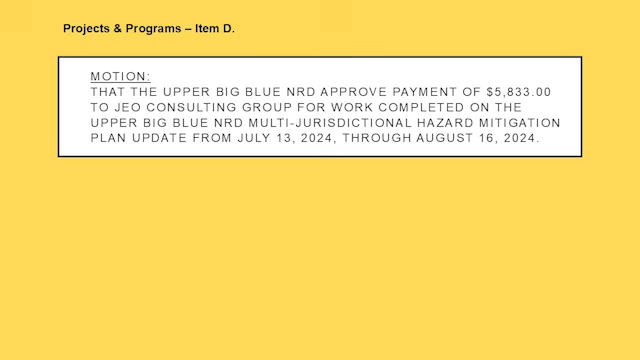 Projects & Programs – Item D.
MOTION:
THAT THE UPPER BIG BLUE NRD APPROVE PAYMENT OF $5,833.00
TO JEO CONSULTING GROUP FOR WORK COMPLETED ON THE
UPPER BIG BLUE NRD MULTI-JURISDICTIONAL HAZARD MITIGATION
PLAN UPDATE FROM JULY 13, 2024, THROUGH AUGUST 16, 2024.